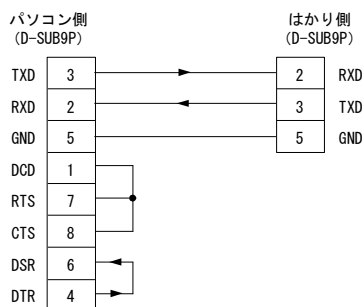 パソコン側
(D-SUB9P)
はかり側
(D-SUB9P)
TXD 3 2 RXD
RXD 2 3 TXD
GND 5 5 GND
DCD 1
RTS 7
CTS 8
DSR 6
DTR 4